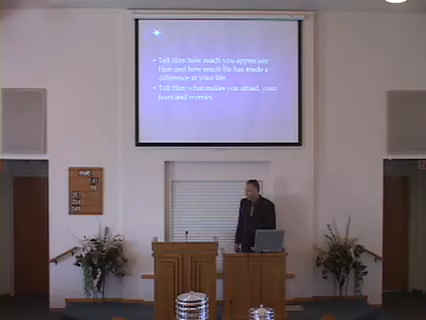 • Tell Him how much you appreciate
Him and how much He has made a
difference in your life.
• Tell Him what makes you afraid, your
fears and worries.